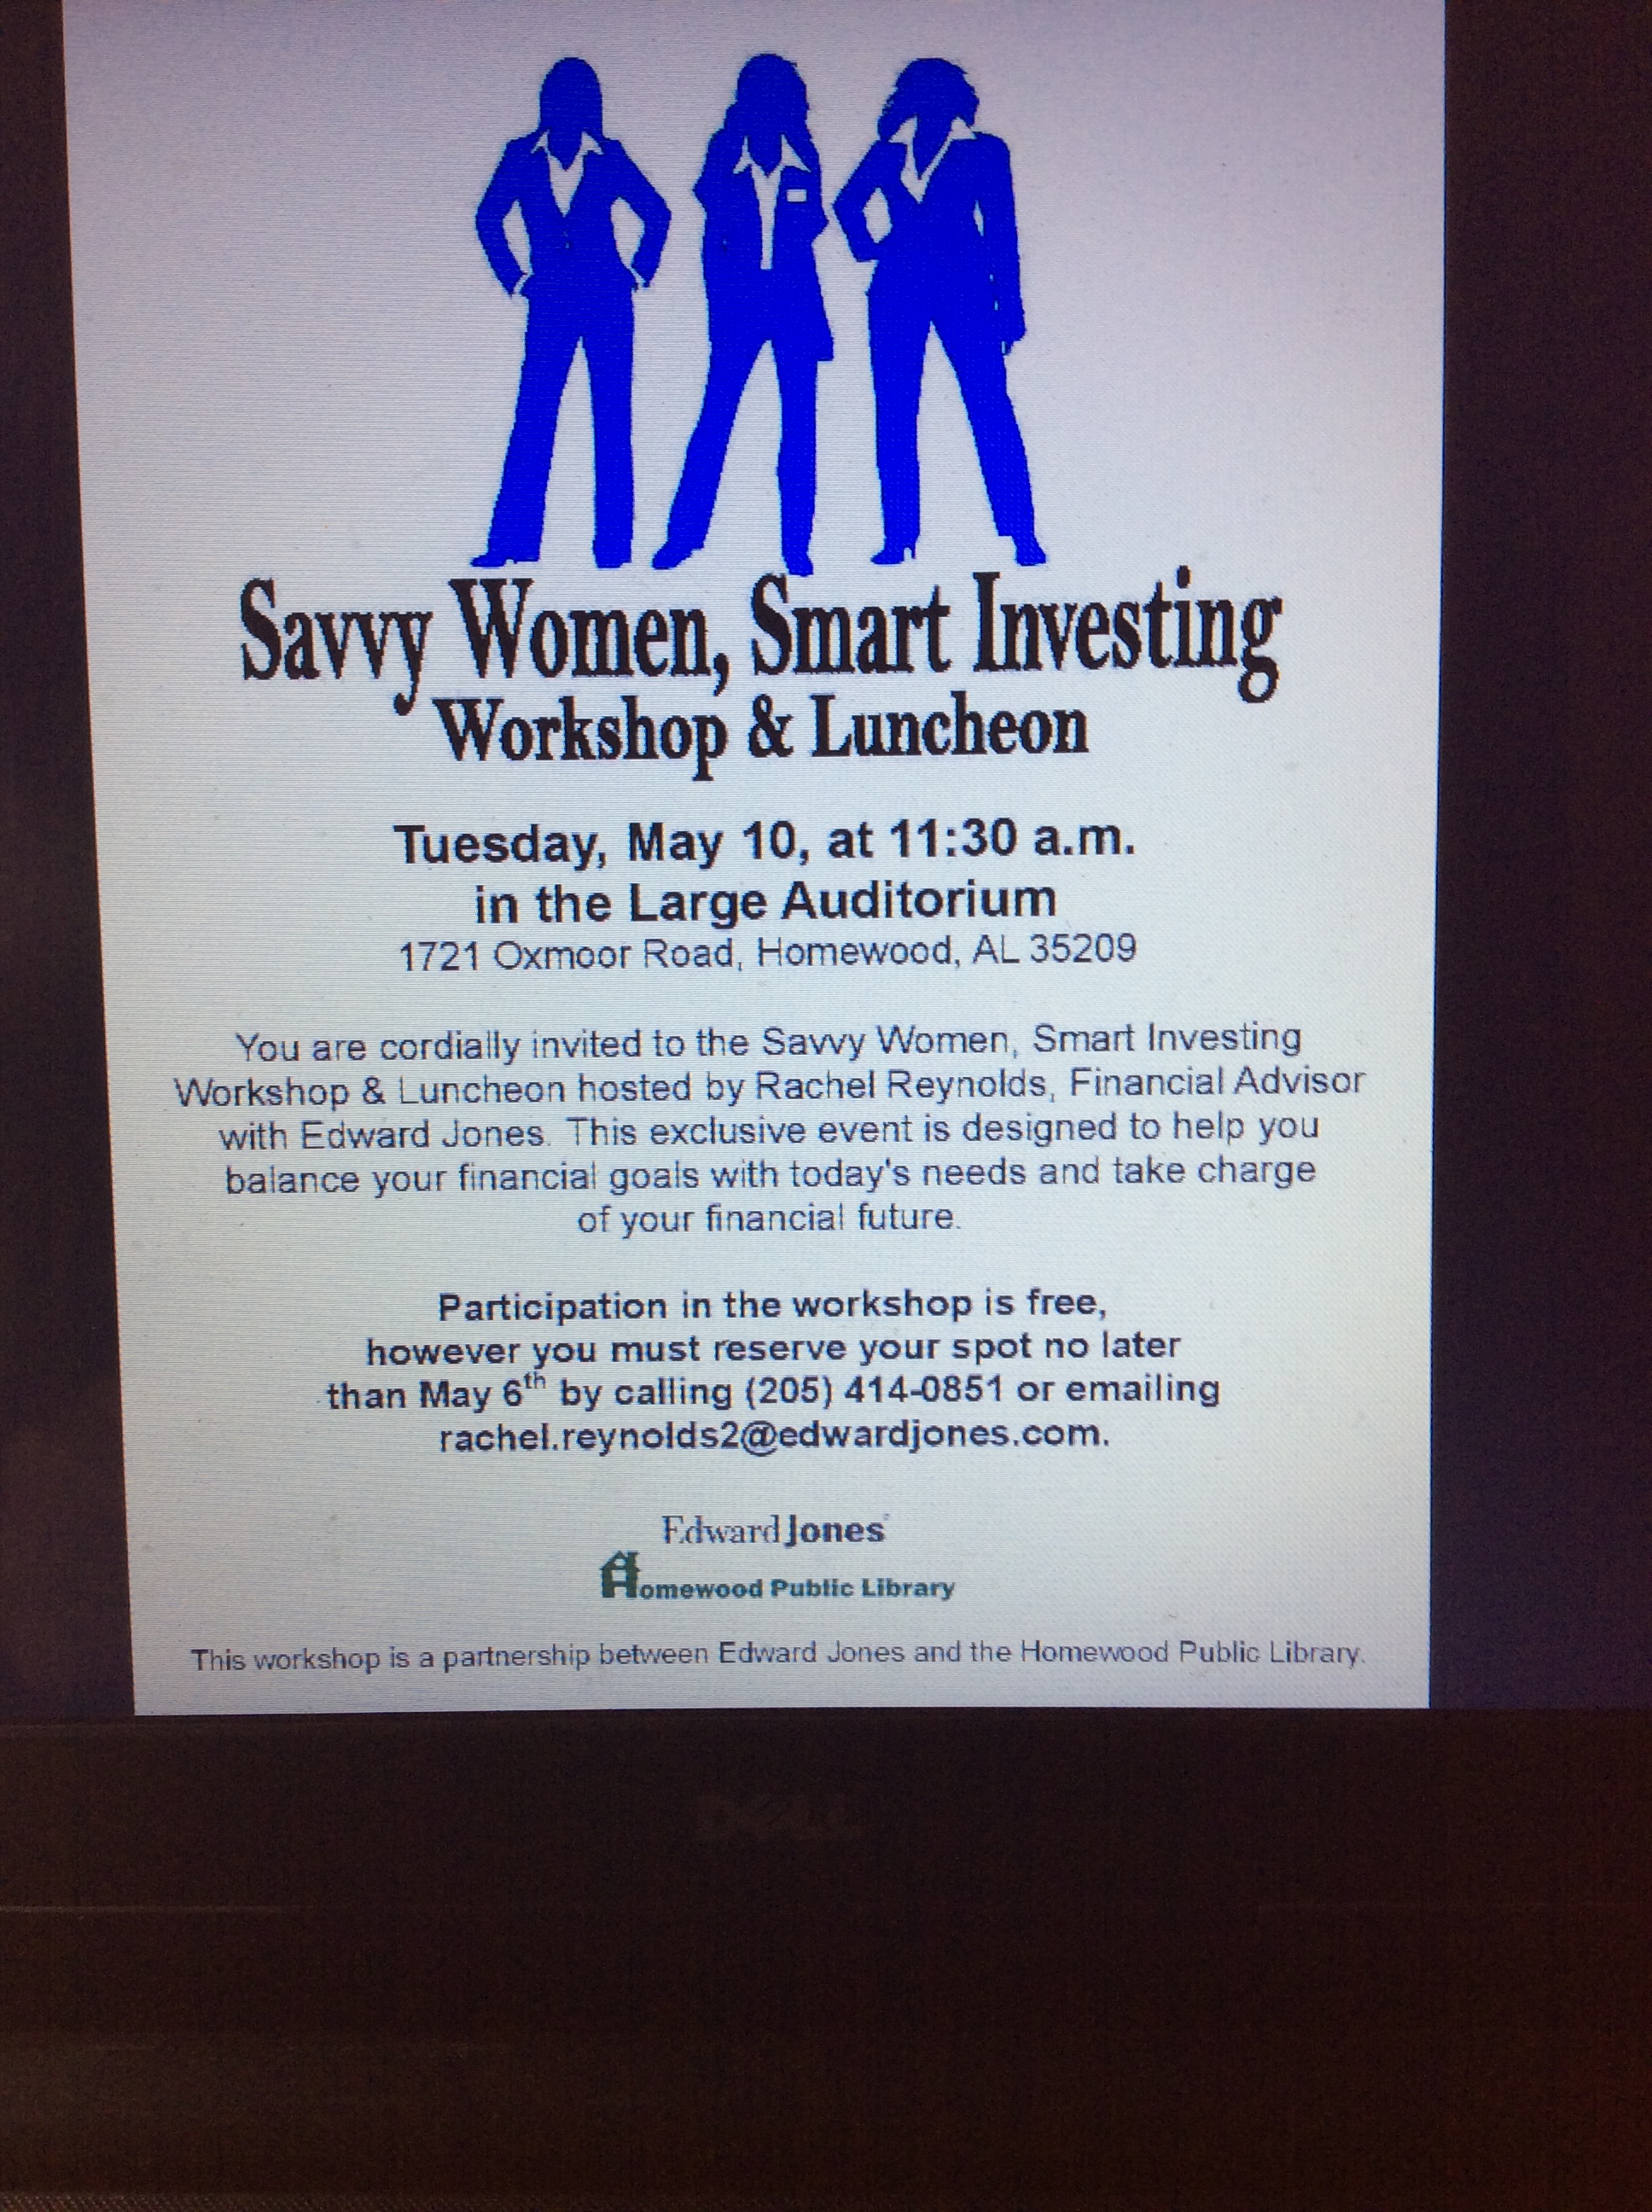 Savvy Women, Smart Investing
Workshop & Luncheon
Tuesday, May 10, at 11:30 a.m.
in the Large Auditorium
1721 Oxmoor Road, Homewood, AL 35209
You are cordially invited to the Savvy Women, Smart Investing
Workshop & Luncheon hosted by Rachel Reynolds, Financial Advisor
with Edward Jones. This exclusive event is designed to help you
balance your financial goals with today's needs and take charge
of your financial future.
Participation in the workshop is free,
however you must reserve your spot no later
than May 6th by calling (205) 414-0851 or emailing
rachel.reynolds2@edwardjones.com.
Edward Jones
Homewood Public Library
This workshop is a partnership between Edward Jones and the Homewood Public Library.
DELL